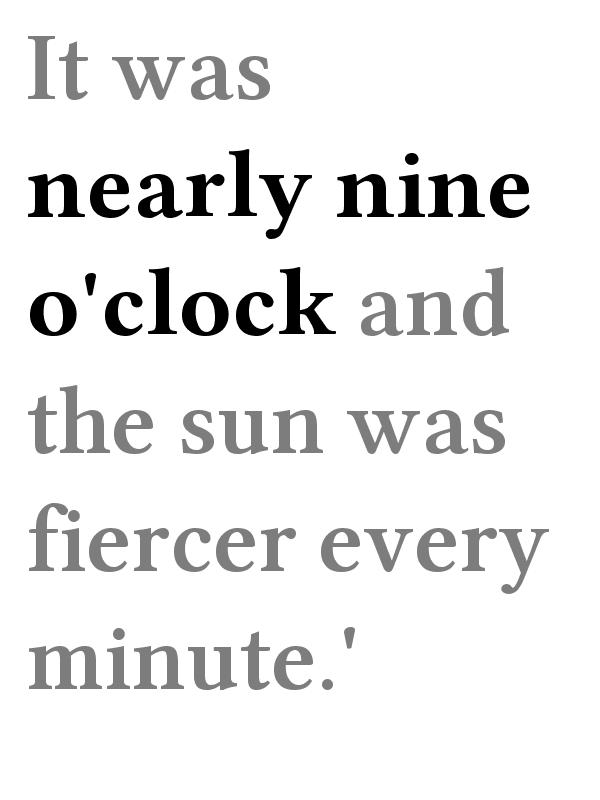 It was
nearly nine
o'clock and
the sun was
fiercer every
minute.'